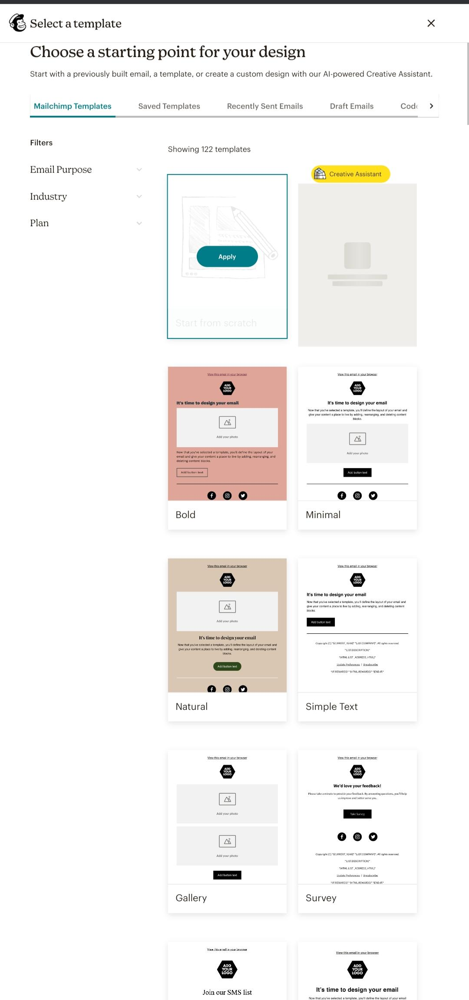 Select a template
Choose a starting point for your design
Start with a previously built email, a template, or create a custom design with our AI-powered Creative Assistant.
Mailchimp Templates
Saved Templates
Recently Sent Emails
Draft Emails
Filters
Showing 122 templates
Email Purpose
Industry
Plan
Creative Assistant
Apply
Start from scratch
View this email in your browser
ADD
YOUR
LOGO
It's time to design your email
Add your photo
Now that you've selected a template, you'll define the layout of your
email and give your content a place to live by adding, rearranging, and
deleting content blocks.
Add button text
Bold
View this email in your browser
ADD
YOUR
LOGO
It's time to design your email
Now that you've selected a template, you'll define the layout of your email and
give your content a place to live by adding, rearranging, and deleting content
blocks.
Add your photo
Add button text
Minimal
View this email in your browser
ADD
YOUR
LOGO
Add your photo
It's time to design your email
Now that you've selected a template, you'll define the layout of your email and
give your content a place to live by adding, rearranging, and deleting content
blocks.
Add button text
Natural
View this email in your browser
ADD
YOUR
LOGO
It's time to design your email
Now that you've selected a template, you'll define the layout of your email and
give your content a place to live by adding, rearranging, and deleting content
blocks.
Add button text
Copyright (C) *|CURRENT_YEAR|* *|LIST:COMPANY|*. All rights reserved.
*|LIST:DESCRIPTION|*
*|HTML:LIST_ADDRESS_HTML|*
Update Preferences | Unsubscribe
*|IF:REWARDS|* *|HTML:REWARDS|* *|END:IF|*
Simple Text
View this email in your browser
ADD
YOUR
LOGO
Add your photo
Add your photo
Add button text
Gallery
View this email in your browser
ADD
YOUR
LOGO
We'd love your feedback!
Please take a minute to provide your feedback. By answering questions, you'll help
us improve and better serve you.
Take Survey
Copyright (C) *|CURRENT_YEAR|* *|LIST:COMPANY|*. All rights reserved.
*|LIST:DESCRIPTION|*
*|HTML:LIST_ADDRESS_HTML|*
Update Preferences | Unsubscribe
*|IF:REWARDS|* *|HTML:REWARDS|* *|END:IF|*
Survey
View this email in your browser
ADD
YOUR
LOGO
Join our SMS list
View this email in your browser
ADD
YOUR
LOGO
It's time to design your email
Now that you've selected a template, you'll define the layout of your email